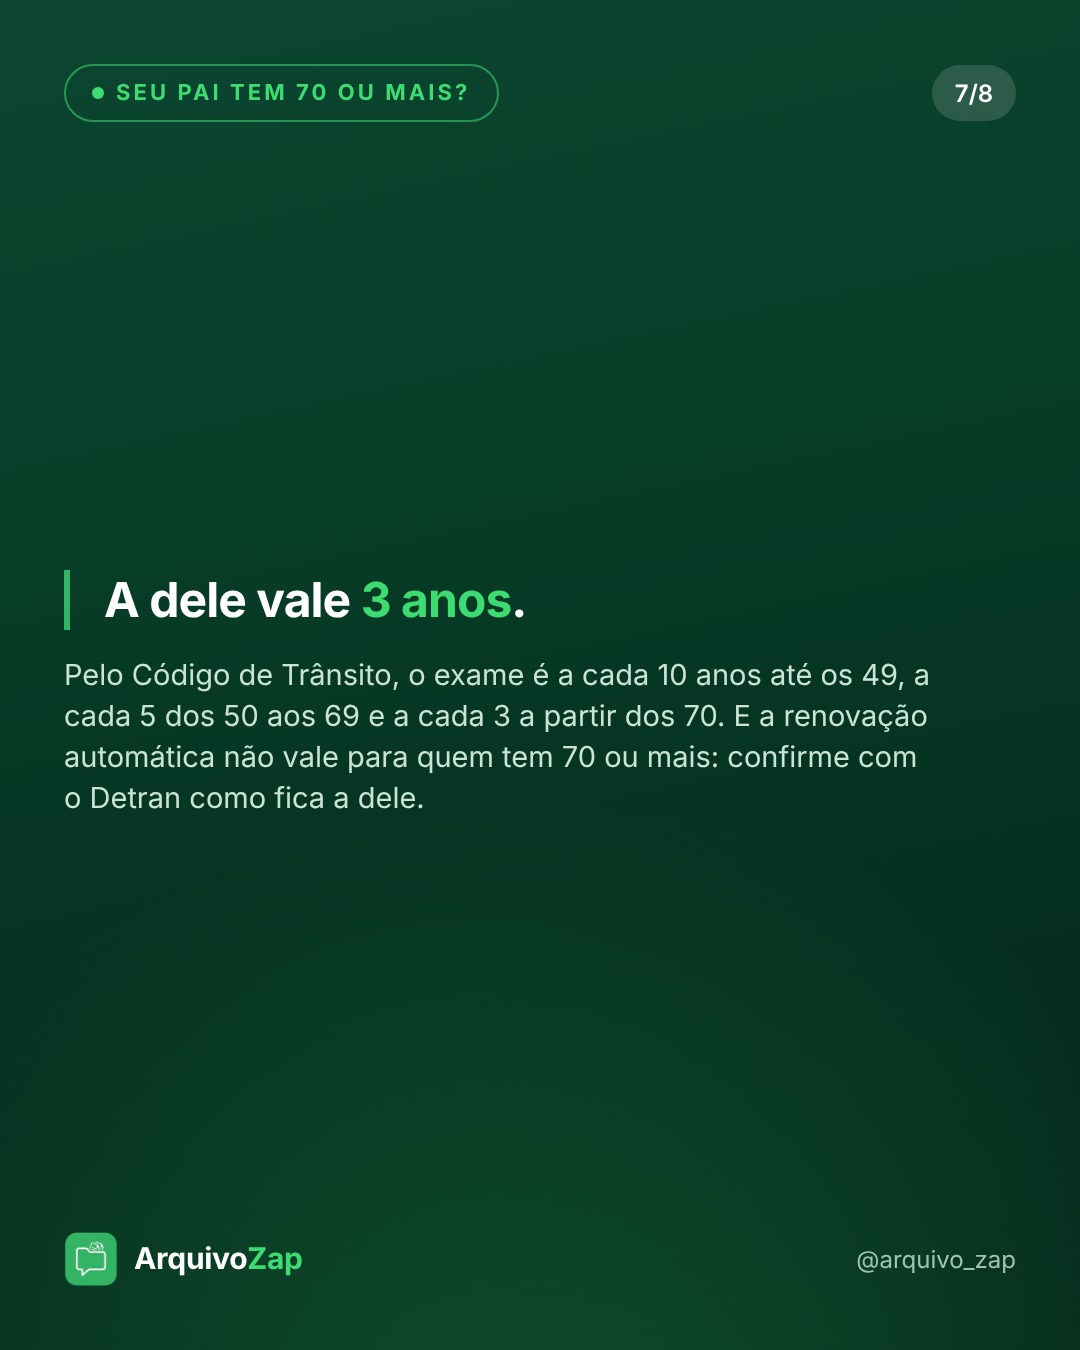 SEU PAI TEM 70 OU MAIS?
7/8
A dele vale 3 anos.
Pelo Código de Trânsito, o exame é a cada 10 anos até os 49, a
cada 5 dos 50 aos 69 e a cada 3 a partir dos 70. E a renovação
automática não vale para quem tem 70 ou mais: confirme com
o Detran como fica a dele.
ArquivoZap
@arquivo_zap